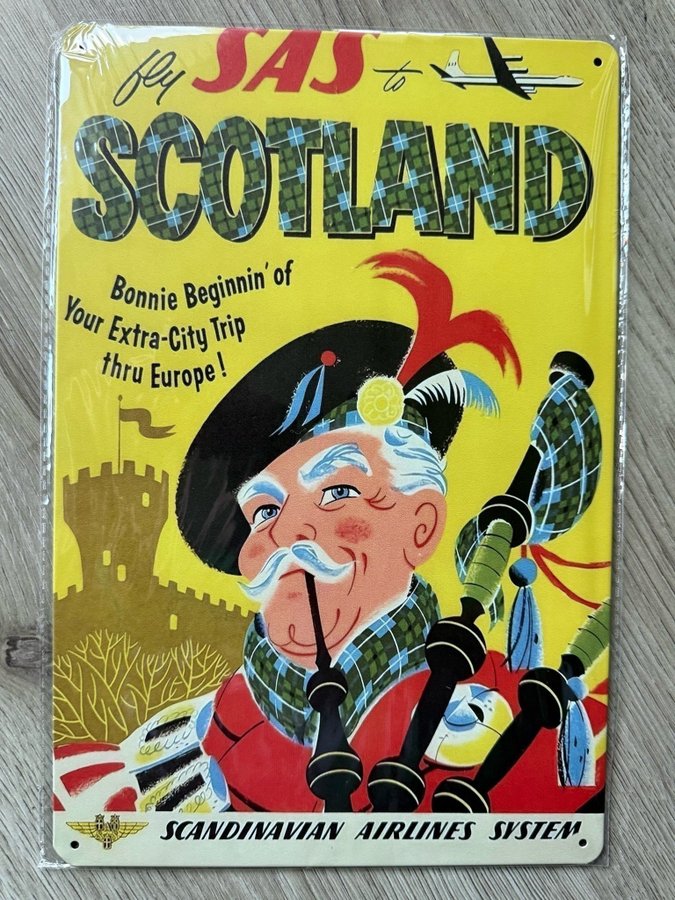 fly SAS to
SCOTLAND
Bonnie Beginnin' of
Your Extra-City Trip
thru Europe!
SCANDINAVIAN AIRLINES SYSTEM